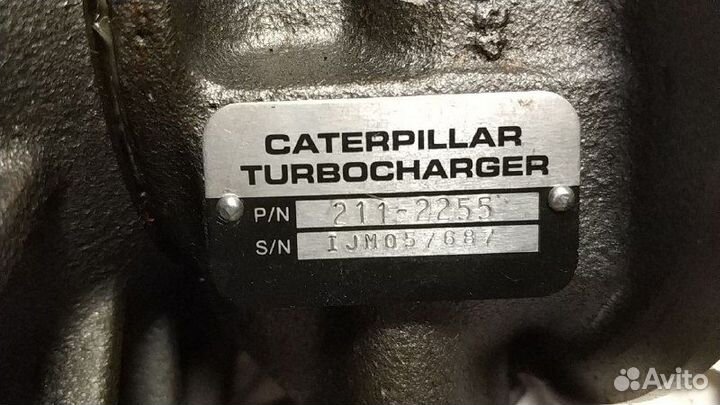 CATERPILLAR
TURBOCHARGER
P/N 211-2255
S/N IJM057687
Avito